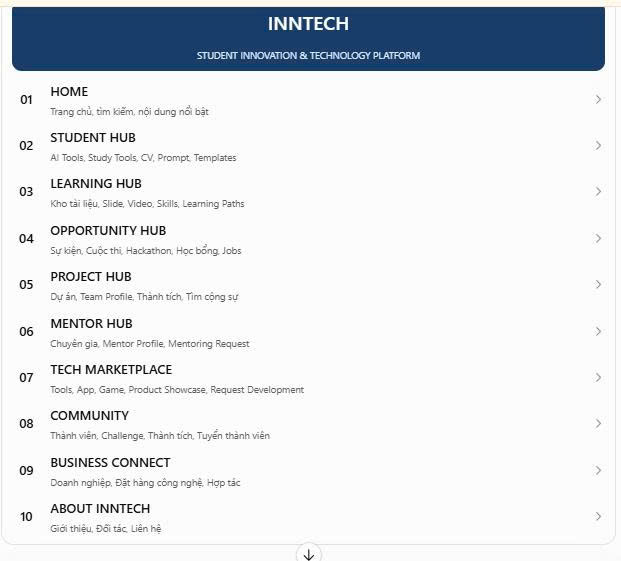 INNTECH
STUDENT INNOVATION & TECHNOLOGY PLATFORM
01
HOME
Trang chủ, tìm kiếm, nội dung nổi bật
02
STUDENT HUB
AI Tools, Study Tools, CV, Prompt, Templates
03
LEARNING HUB
Kho tài liệu, Slide, Video, Skills, Learning Paths
04
OPPORTUNITY HUB
Sự kiện, Cuộc thi, Hackathon, Học bổng, Jobs
05
PROJECT HUB
Dự án, Team Profile, Thành tích, Tìm cộng sự
06
MENTOR HUB
Chuyên gia, Mentor Profile, Mentoring Request
07
TECH MARKETPLACE
Tools, App, Game, Product Showcase, Request Development
08
COMMUNITY
Thành viên, Challenge, Thành tích, Tuyển thành viên
09
BUSINESS CONNECT
Doanh nghiệp, Đặt hàng công nghệ, Hợp tác
10
ABOUT INNTECH
Giới thiệu, Đối tác, Liên hệ